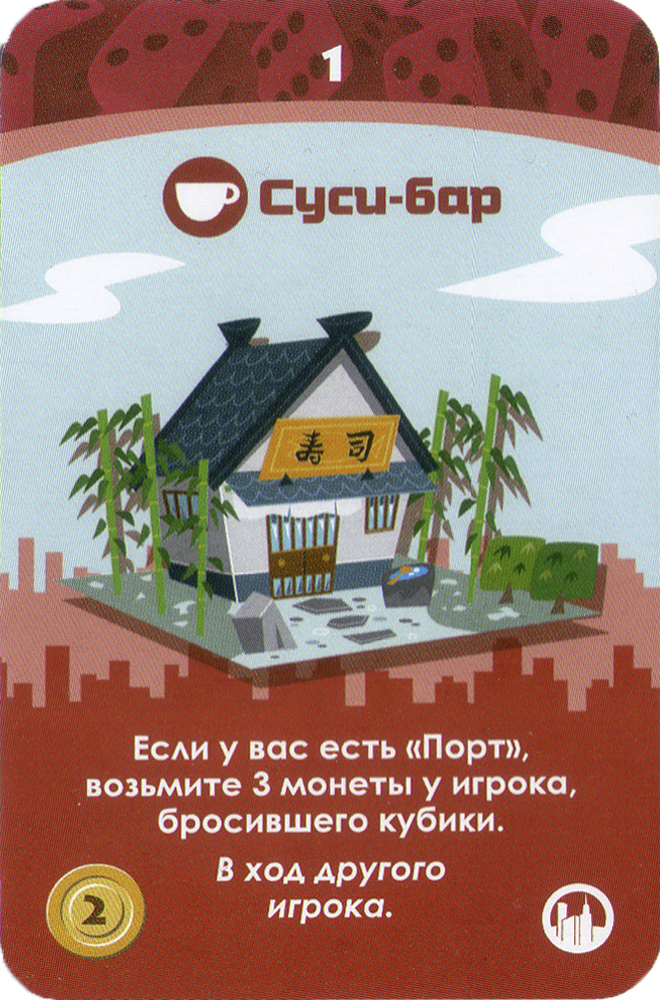 1
Суси-бар
寿司
Если у вас есть «Порт»,
возьмите 3 монеты у игрока,
бросившего кубики.
В ход другого
игрока.
2